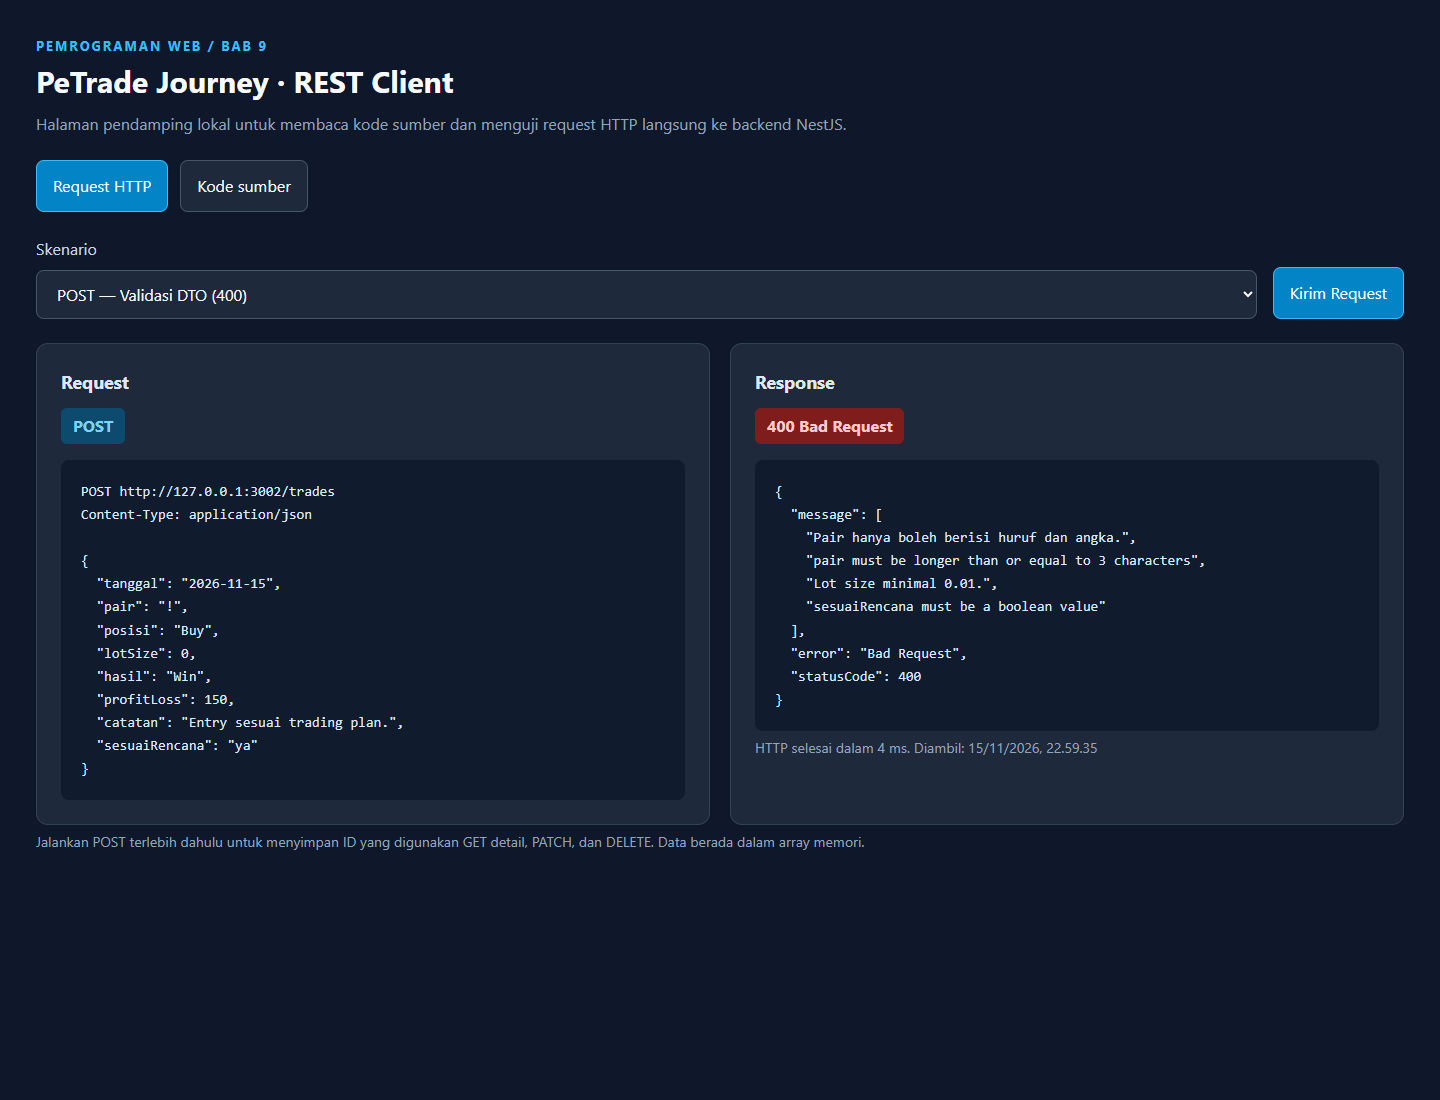 PEMROGRAMAN WEB / BAB 9
PeTrade Journey · REST Client
Halaman pendamping lokal untuk membaca kode sumber dan menguji request HTTP langsung ke backend NestJS.
Request HTTP
Kode sumber
Skenario
POST — Validasi DTO (400)
Kirim Request
Request
POST
POST http://127.0.0.1:3002/trades
Content-Type: application/json
{
  "tanggal": "2026-11-15",
  "pair": "!",
  "posisi": "Buy",
  "lotSize": 0,
  "hasil": "Win",
  "profitLoss": 150,
  "catatan": "Entry sesuai trading plan.",
  "sesuaiRencana": "ya"
}
Response
400 Bad Request
{
  "message": [
    "Pair hanya boleh berisi huruf dan angka.",
    "pair must be longer than or equal to 3 characters",
    "Lot size minimal 0.01.",
    "sesuaiRencana must be a boolean value"
  ],
  "error": "Bad Request",
  "statusCode": 400
}
HTTP selesai dalam 4 ms. Diambil: 15/11/2026, 22.59.35
Jalankan POST terlebih dahulu untuk menyimpan ID yang digunakan GET detail, PATCH, dan DELETE. Data berada dalam array memori.